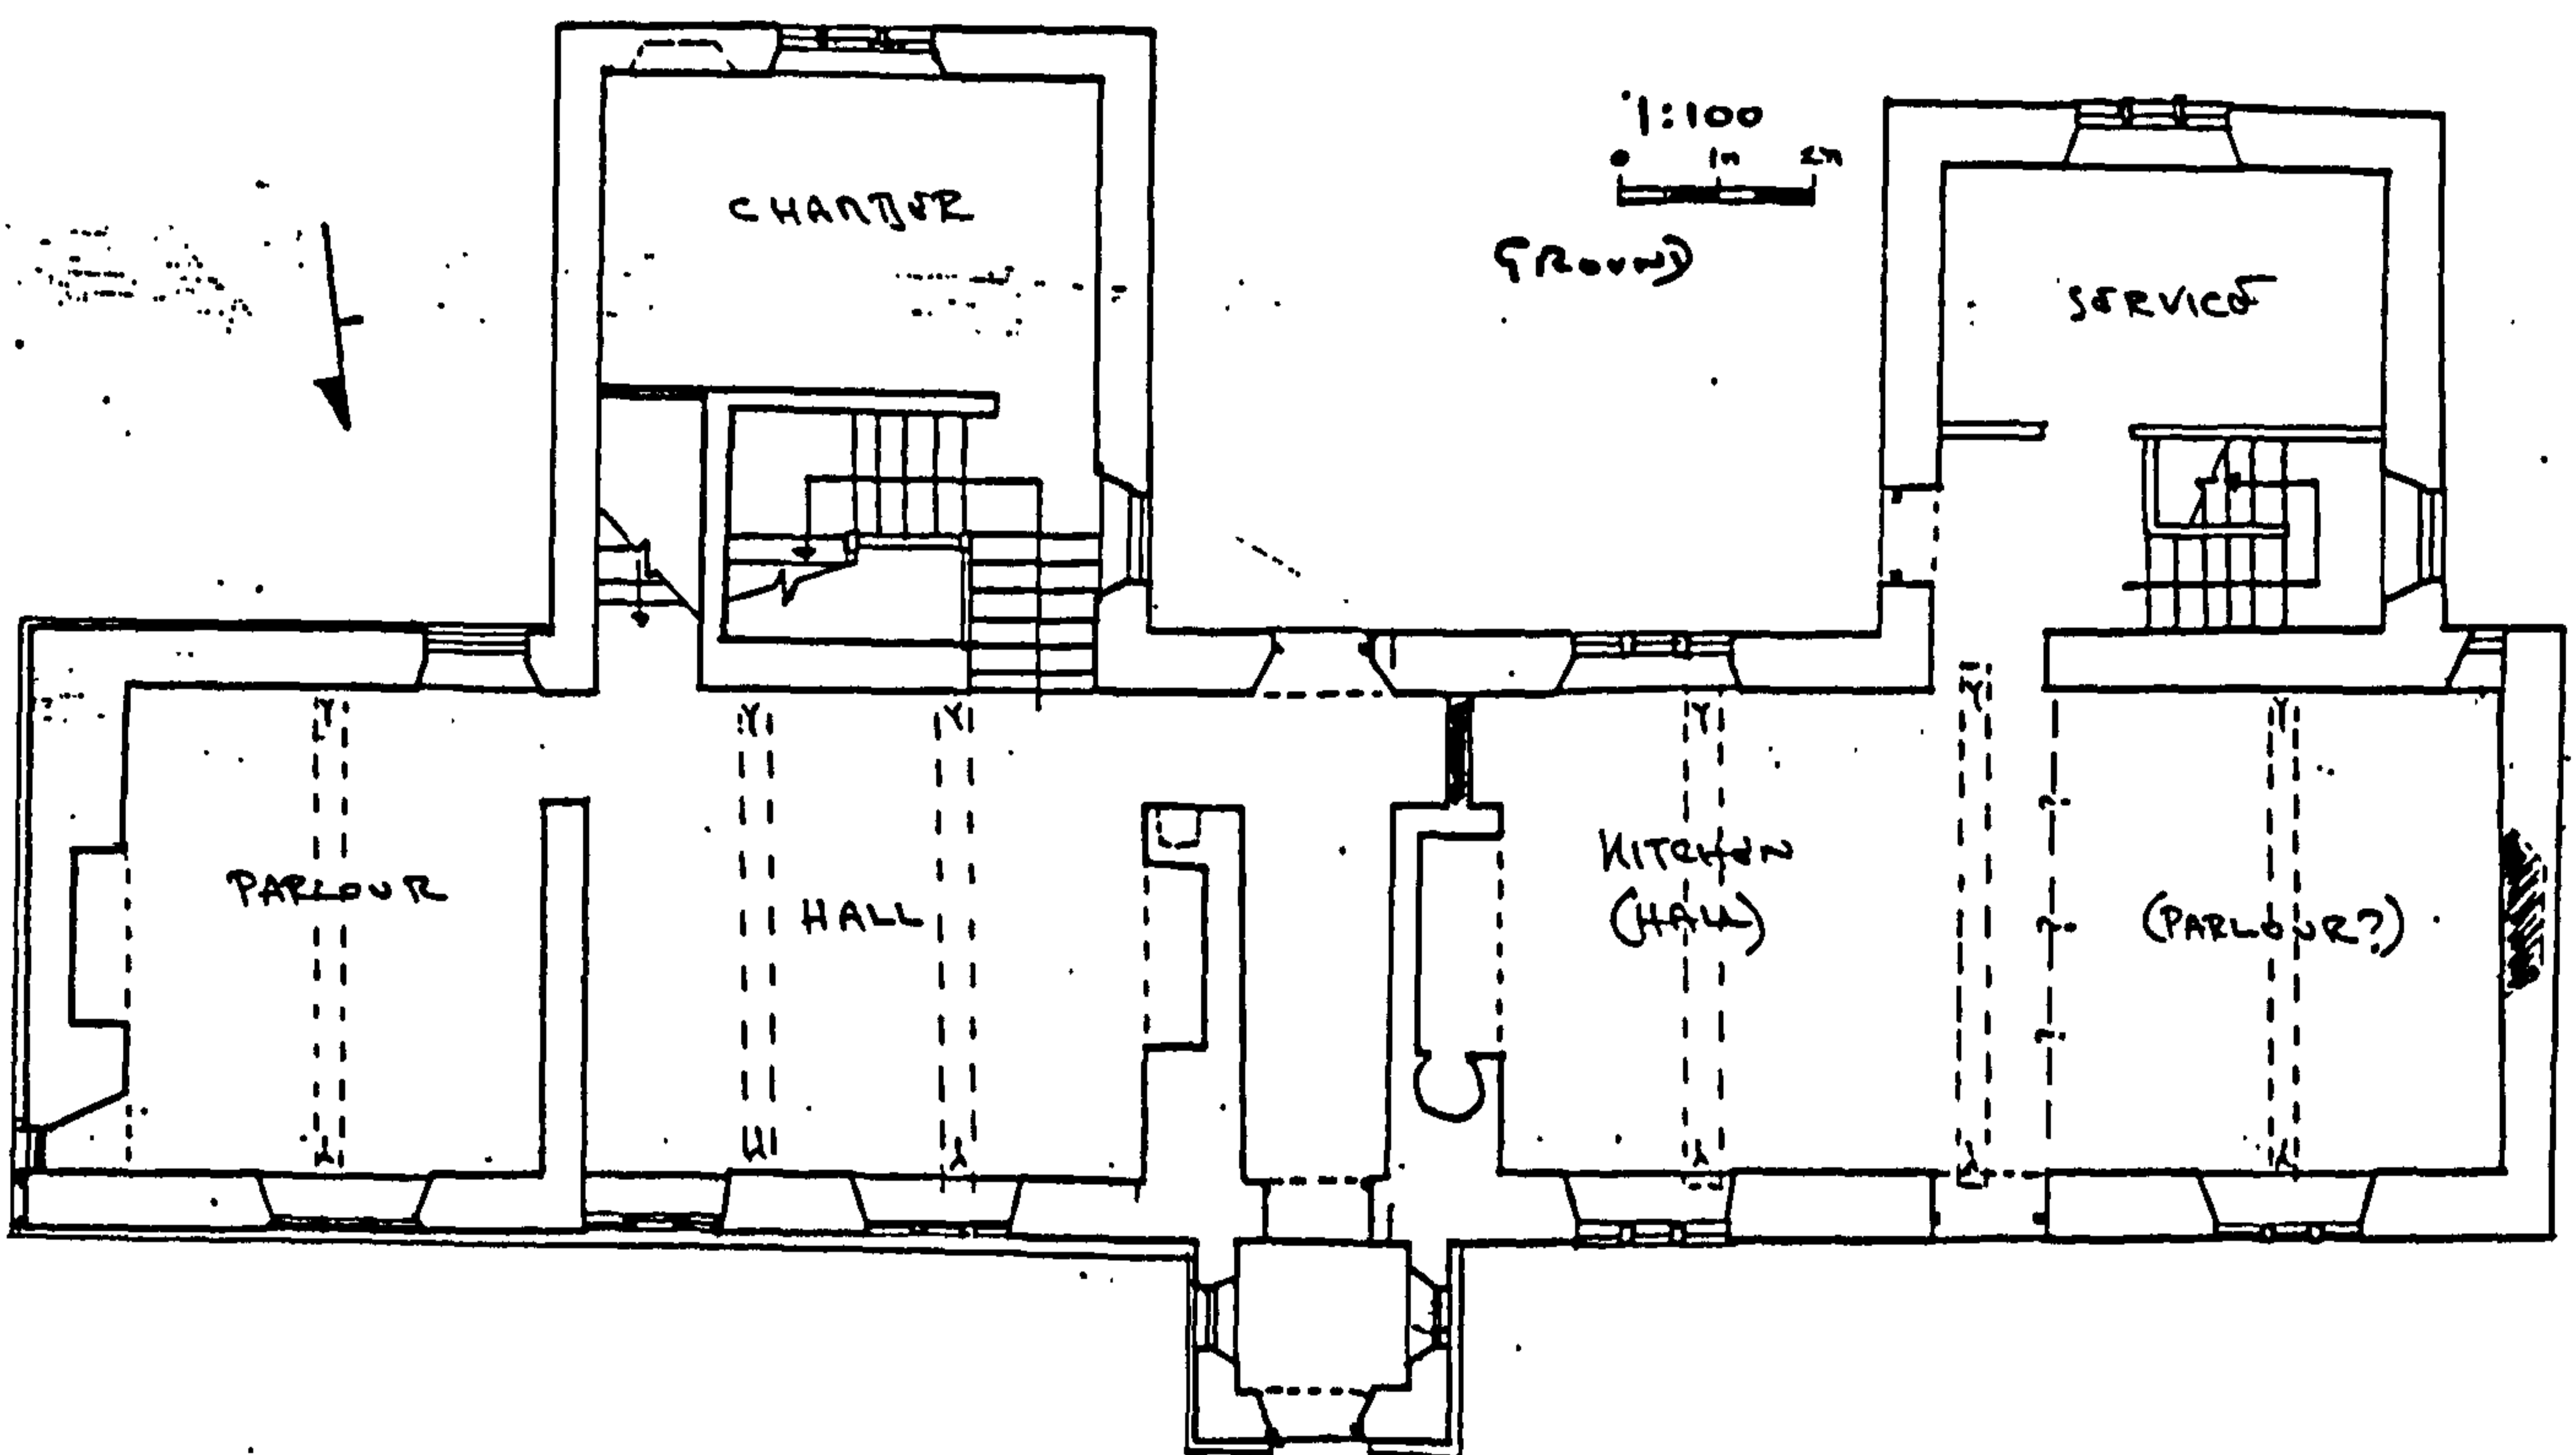 1:100
0 1m 2m
GROUND
CHAMBER
SERVICE
PARLOUR
HALL
KITCHEN
(HALL)
(PARLOUR?)
?
?
?